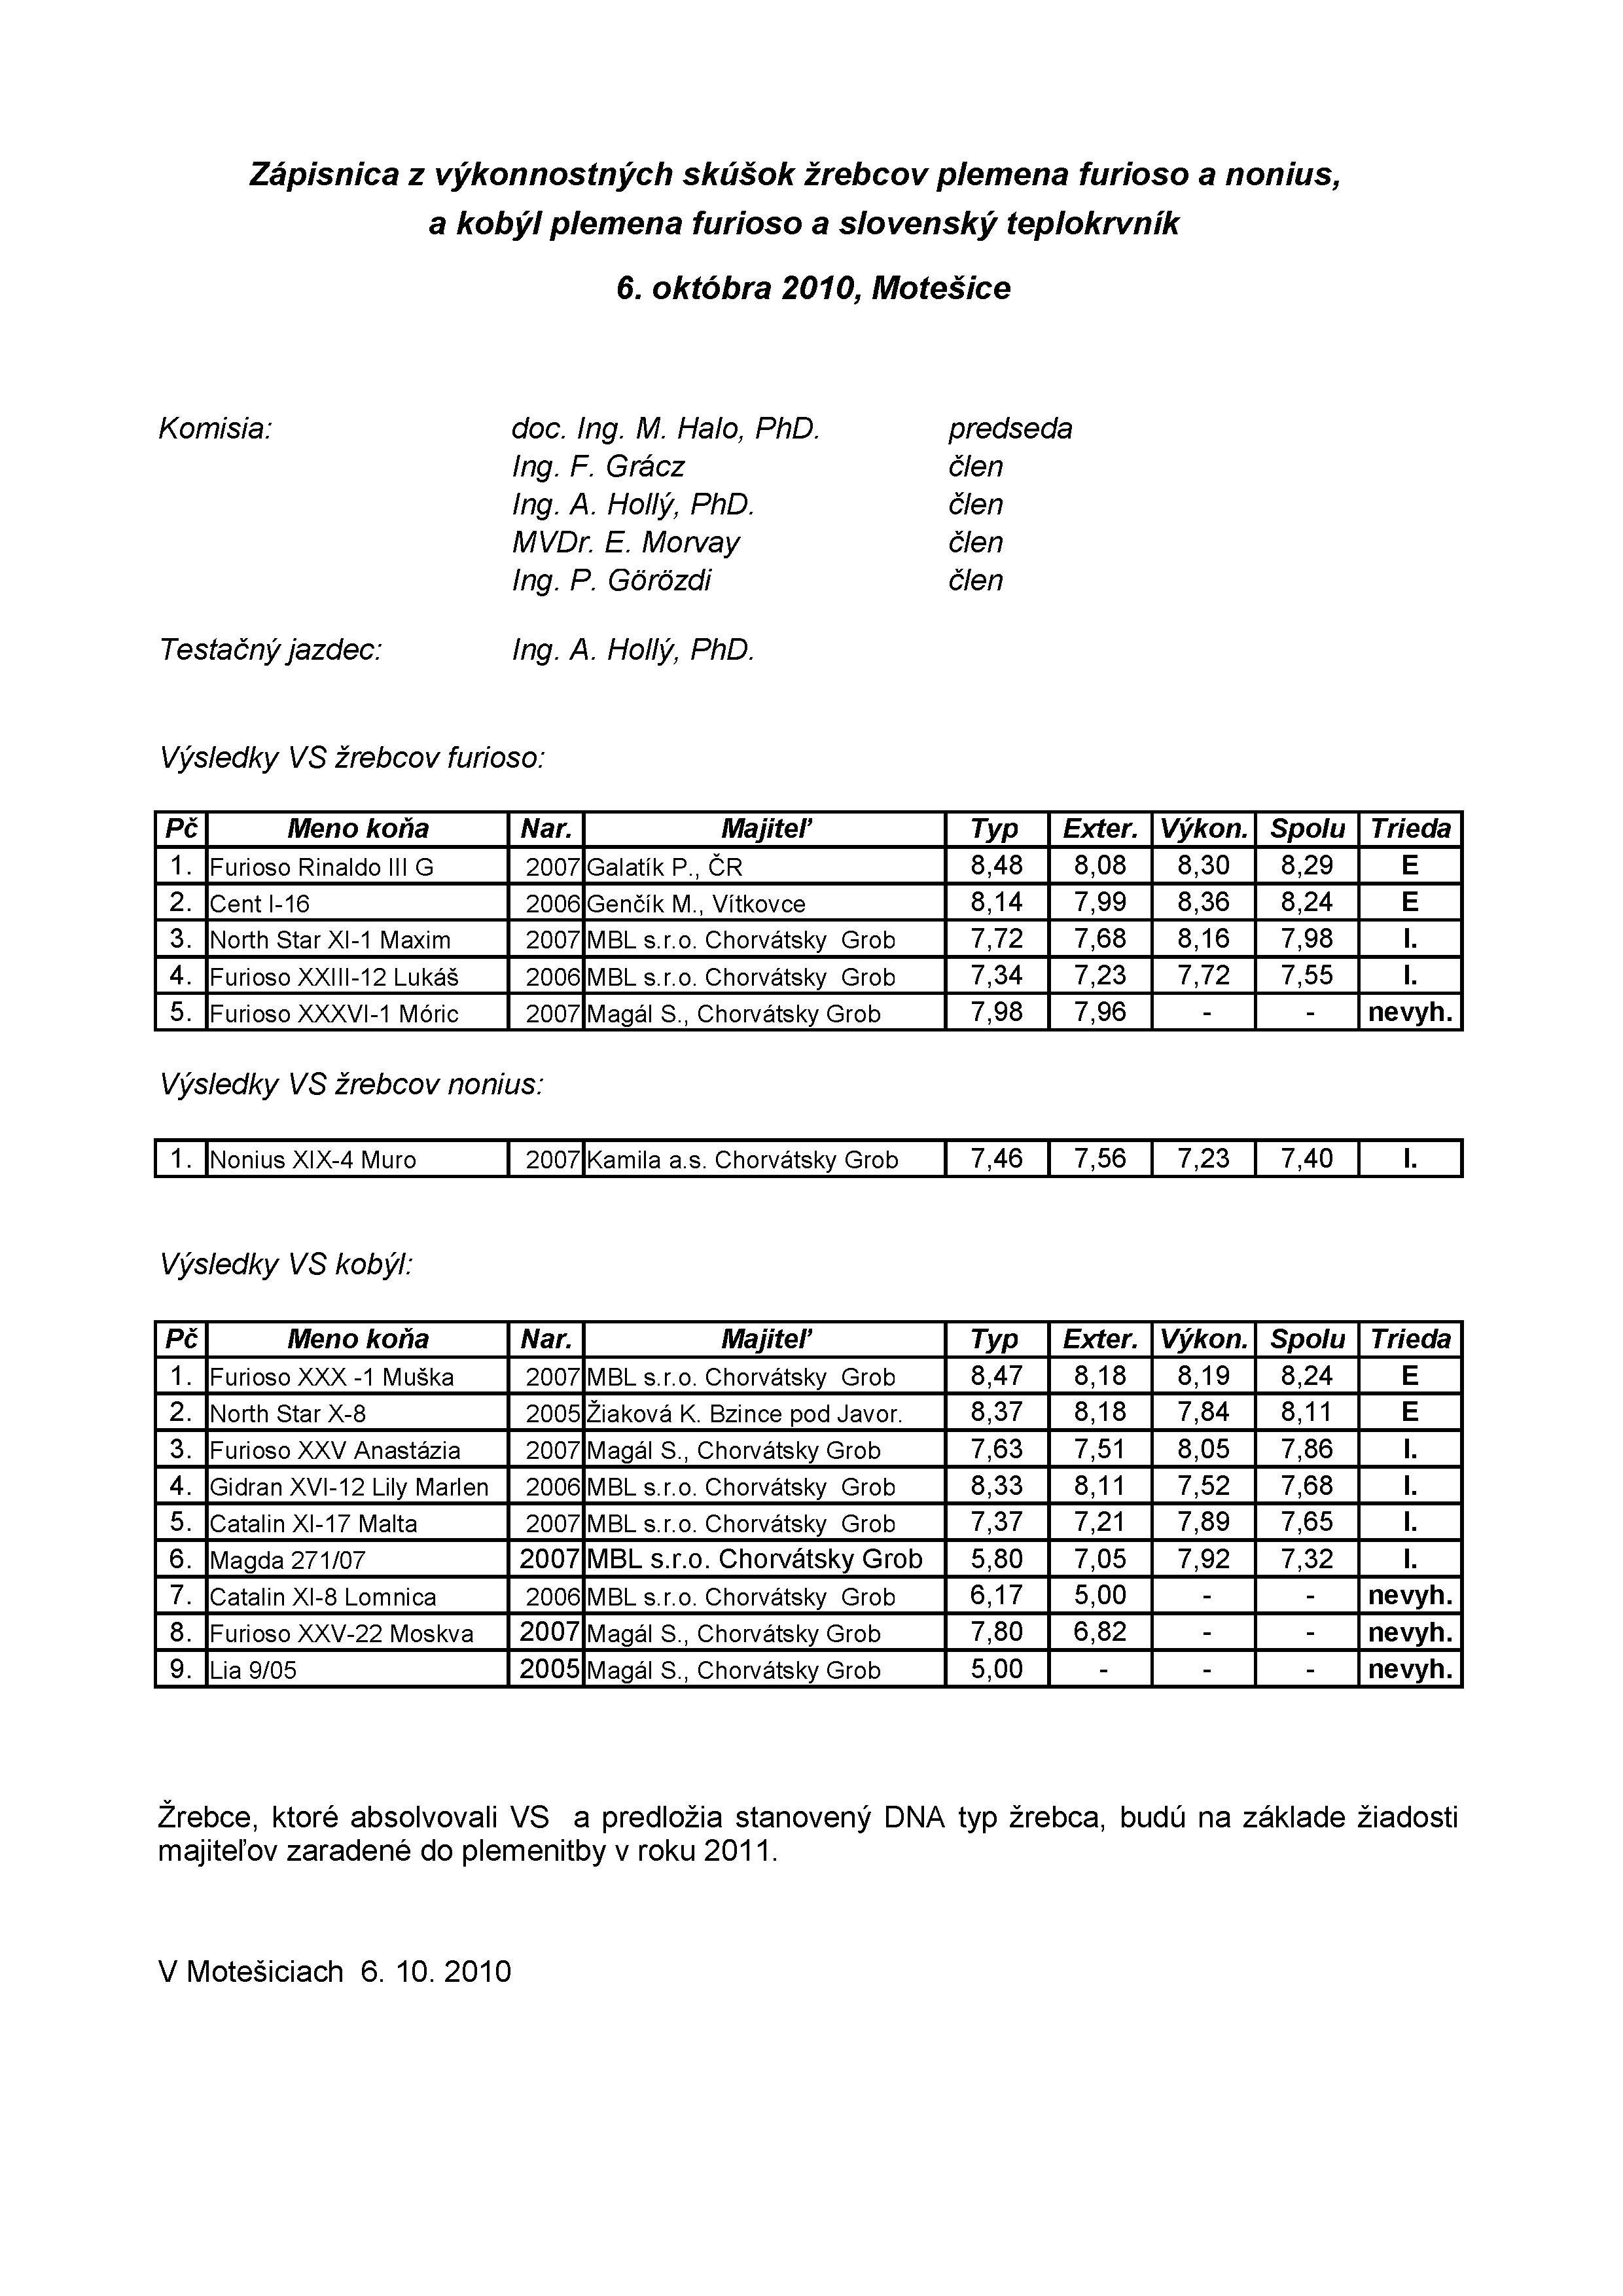 Zápisnica z výkonnostných skúšok žrebcov plemena furioso a nonius,
a kobýl plemena furioso a slovenský teplokrvník
6. októbra 2010, Motešice
Komisia: doc. Ing. M. Halo, PhD. predseda
Ing. F. Grácz člen
Ing. A. Hollý, PhD. člen
MVDr. E. Morvay člen
Ing. P. Görözdi člen
Testačný jazdec: Ing. A. Hollý, PhD.
Výsledky VS žrebcov furioso:
Pč Meno koňa Nar. Majiteľ Typ Exter. Výkon. Spolu Trieda
1. Furioso Rinaldo III G 2007 Galatík P., ČR 8,48 8,08 8,30 8,29 E
2. Cent I-16 2006 Genčík M., Vítkovce 8,14 7,99 8,36 8,24 E
3. North Star XI-1 Maxim 2007 MBL s.r.o. Chorvátsky Grob 7,72 7,68 8,16 7,98 I.
4. Furioso XXIII-12 Lukáš 2006 MBL s.r.o. Chorvátsky Grob 7,34 7,23 7,72 7,55 I.
5. Furioso XXXVI-1 Móric 2007 Magál S., Chorvátsky Grob 7,98 7,96 - - nevyh.
Výsledky VS žrebcov nonius:
1. Nonius XIX-4 Muro 2007 Kamila a.s. Chorvátsky Grob 7,46 7,56 7,23 7,40 I.
Výsledky VS kobýl:
Pč Meno koňa Nar. Majiteľ Typ Exter. Výkon. Spolu Trieda
1. Furioso XXX -1 Muška 2007 MBL s.r.o. Chorvátsky Grob 8,47 8,18 8,19 8,24 E
2. North Star X-8 2005 Žiaková K. Bzince pod Javor. 8,37 8,18 7,84 8,11 E
3. Furioso XXV Anastázia 2007 Magál S., Chorvátsky Grob 7,63 7,51 8,05 7,86 I.
4. Gidran XVI-12 Lily Marlen 2006 MBL s.r.o. Chorvátsky Grob 8,33 8,11 7,52 7,68 I.
5. Catalin XI-17 Malta 2007 MBL s.r.o. Chorvátsky Grob 7,37 7,21 7,89 7,65 I.
6. Magda 271/07 2007 MBL s.r.o. Chorvátsky Grob 5,80 7,05 7,92 7,32 I.
7. Catalin XI-8 Lomnica 2006 MBL s.r.o. Chorvátsky Grob 6,17 5,00 - - nevyh.
8. Furioso XXV-22 Moskva 2007 Magál S., Chorvátsky Grob 7,80 6,82 - - nevyh.
9. Lia 9/05 2005 Magál S., Chorvátsky Grob 5,00 - - - nevyh.
Žrebce, ktoré absolvovali VS a predložia stanovený DNA typ žrebca, budú na základe žiadosti
majiteľov zaradené do plemenitby v roku 2011.
V Motešiciach 6. 10. 2010